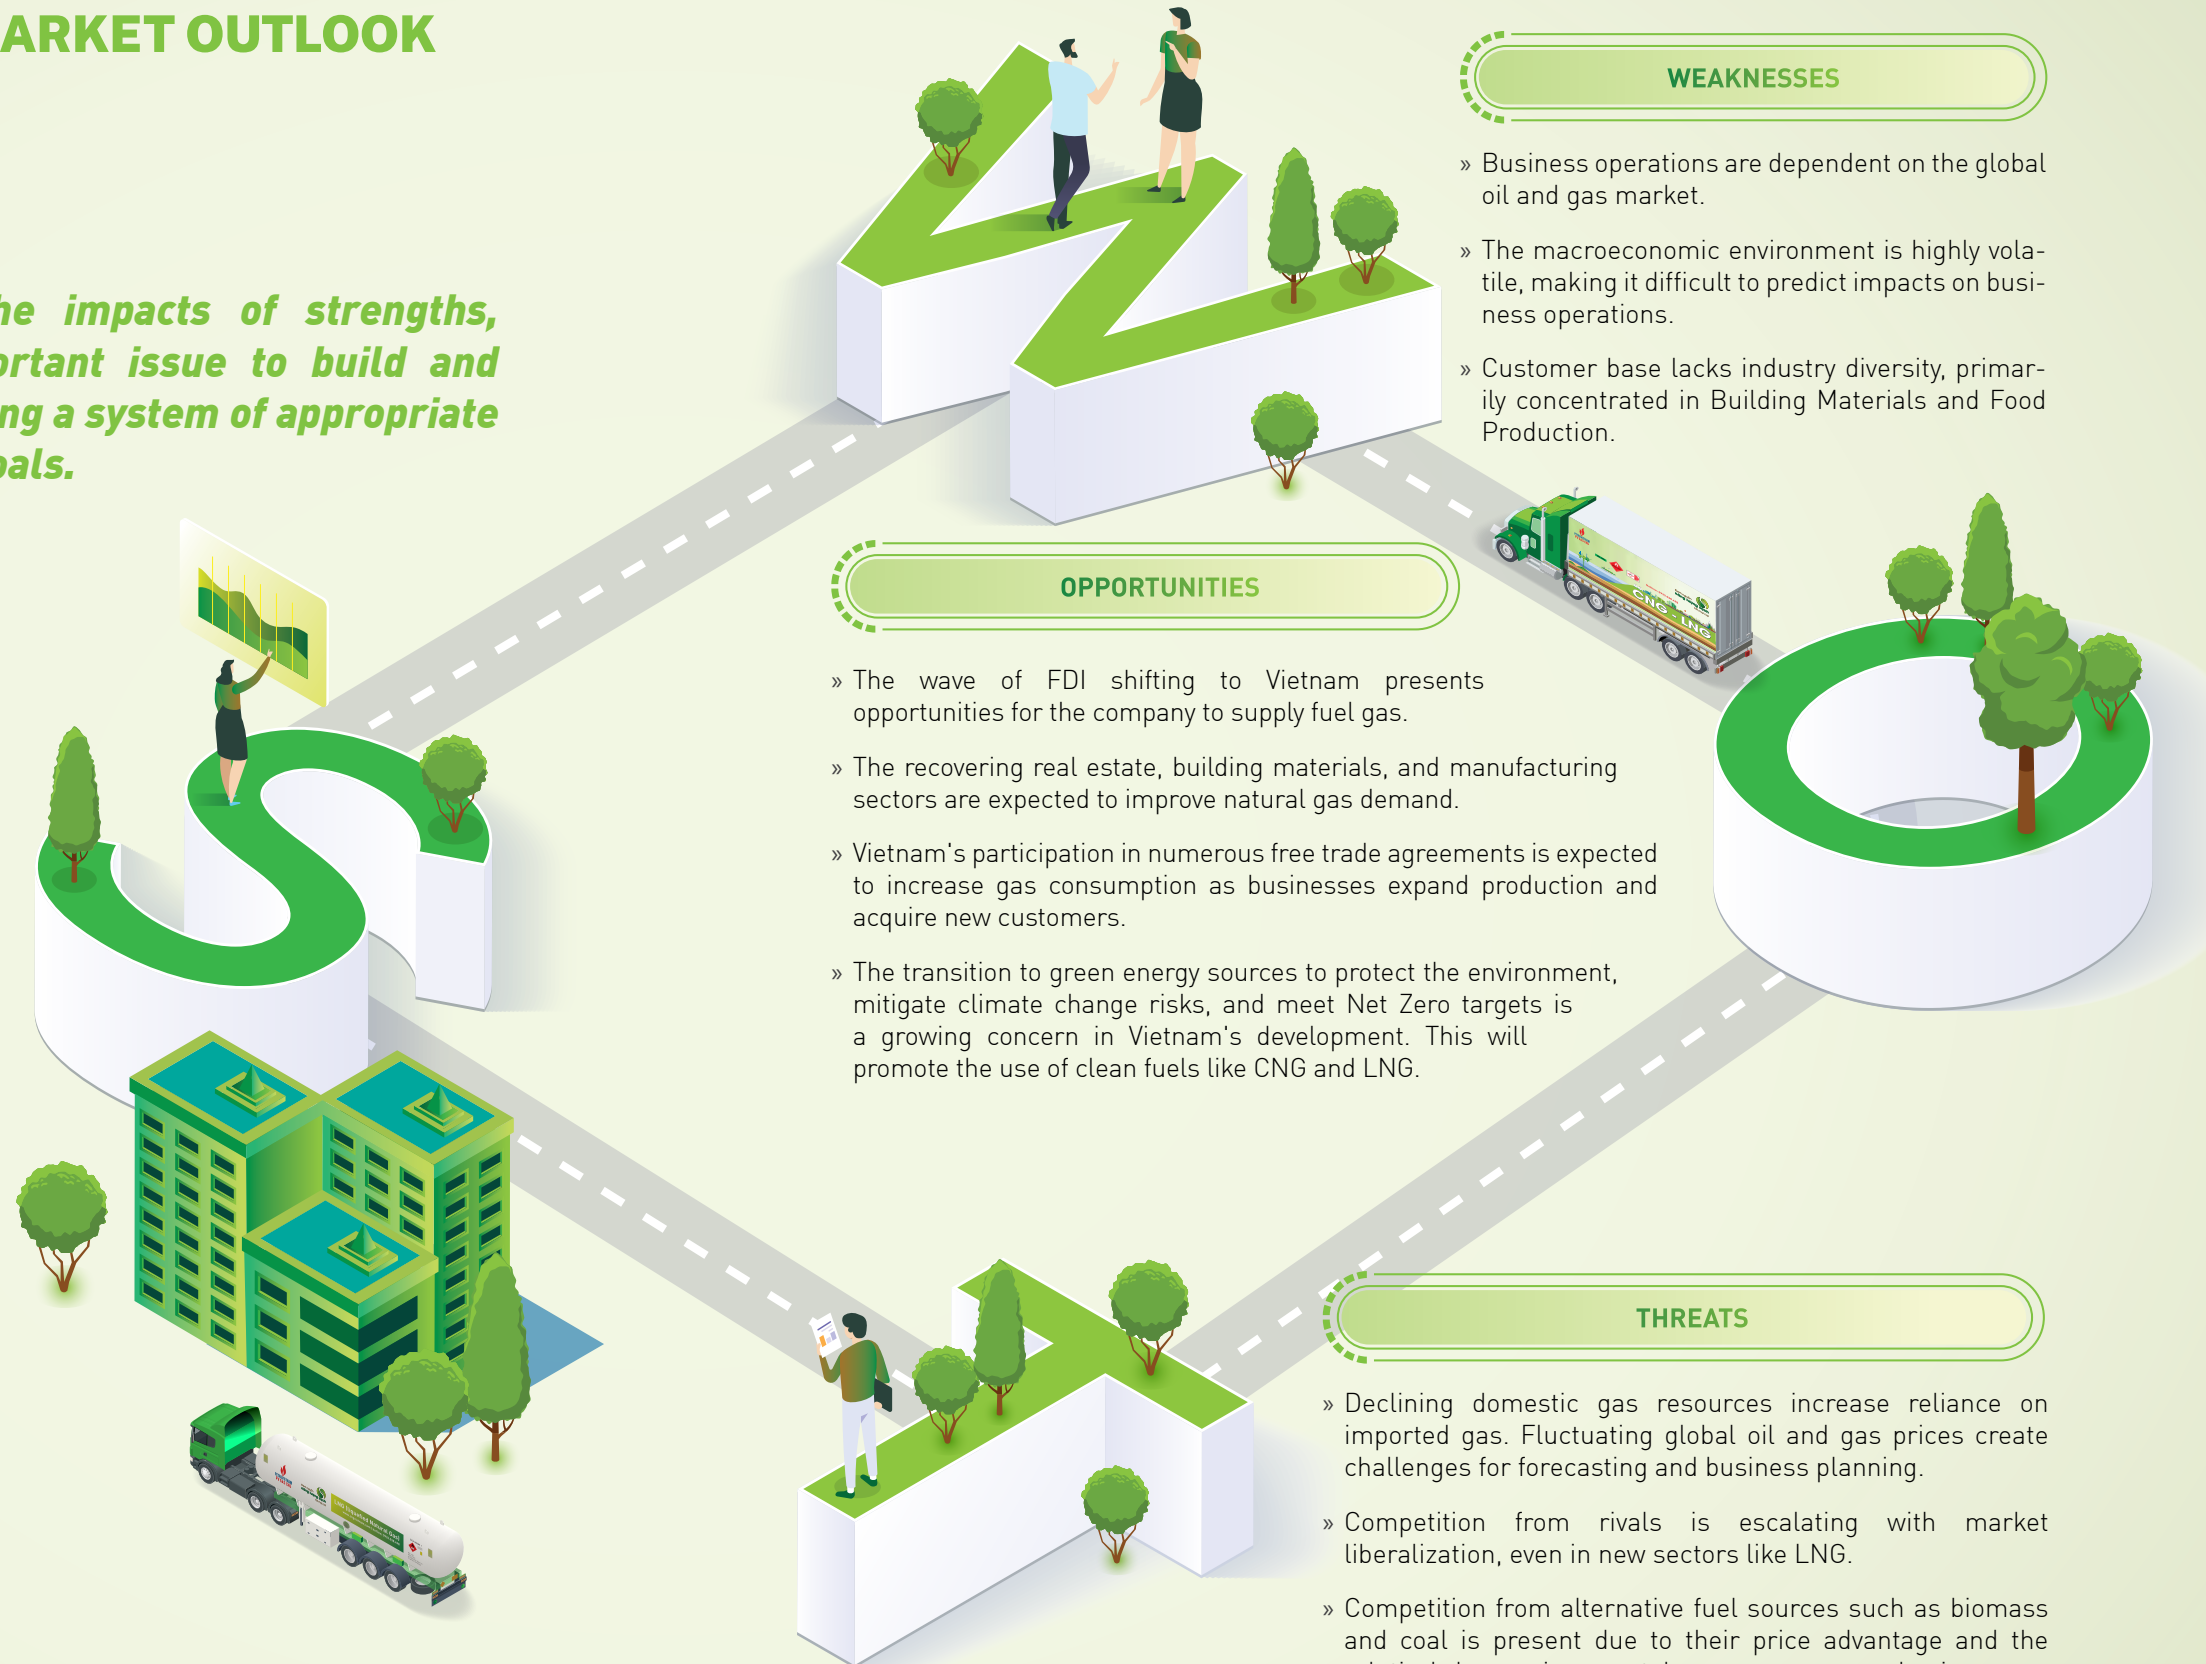 ARKET OUTLOOK
he impacts of strengths,
ortant issue to build and
ng a system of appropriate
als.
WEAKNESSES
» Business operations are dependent on the global
oil and gas market.
» The macroeconomic environment is highly vola-
tile, making it difficult to predict impacts on busi-
ness operations.
» Customer base lacks industry diversity, primar-
ily concentrated in Building Materials and Food
Production.
CNG - LNG
OPPORTUNITIES
» The wave of FDI shifting to Vietnam presents
opportunities for the company to supply fuel gas.
» The recovering real estate, building materials, and manufacturing
sectors are expected to improve natural gas demand.
» Vietnam's participation in numerous free trade agreements is expected
to increase gas consumption as businesses expand production and
acquire new customers.
» The transition to green energy sources to protect the environment,
mitigate climate change risks, and meet Net Zero targets is
a growing concern in Vietnam's development. This will
promote the use of clean fuels like CNG and LNG.
THREATS
» Declining domestic gas resources increase reliance on
imported gas. Fluctuating global oil and gas prices create
challenges for forecasting and business planning.
» Competition from rivals is escalating with market
liberalization, even in new sectors like LNG.
» Competition from alternative fuel sources such as biomass
and coal is present due to their price advantage and the
LNG (Liquefied Natural Gas)